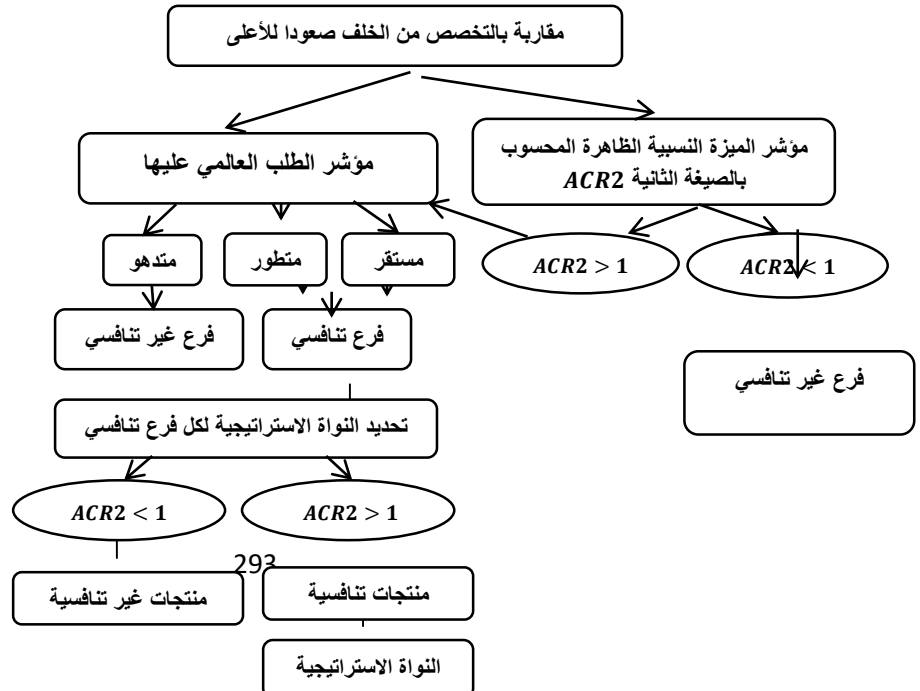 مقاربة بالتخصص من الخلف صعودا للأعلى
مؤشر الميزة النسبية الظاهرة المحسوب
بالصيغة الثانية ACR2
مؤشر الطلب العالمي عليها
ACR2 < 1
ACR2 > 1
مستقر
متطور
متدهو
فرع تنافسي
فرع غير تنافسي
فرع غير تنافسي
تحديد النواة الاستراتيجية لكل فرع تنافسي
ACR2 > 1
ACR2 < 1
293
منتجات تنافسية
منتجات غير تنافسية
النواة الاستراتيجية